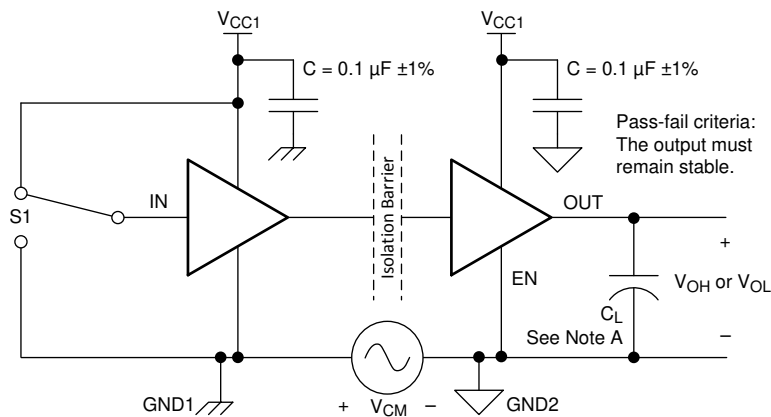 VCC1
VCC1
C = 0.1 µF ±1%
C = 0.1 µF ±1%
Pass-fail criteria:
The output must
remain stable.
Isolation Barrier
IN
OUT
S1
EN
+
VOH or VOL
CL
See Note A
–
GND1
+ VCM –
GND2